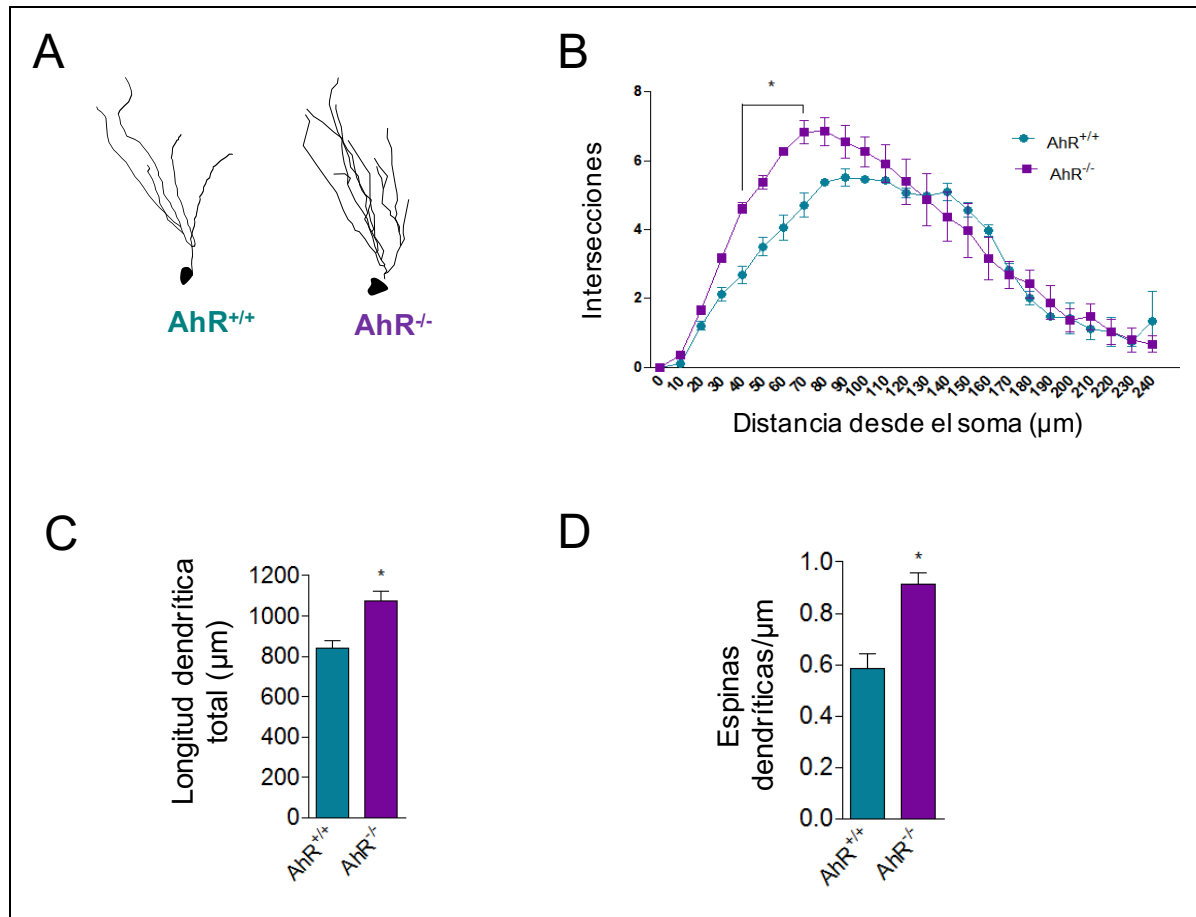 A
AhR+/+
AhR-/-
B
Intersecciones
8
6
4
2
0
*
AhR+/+
AhR-/-
0 10 20 30 40 50 60 70 80 90 100 110 120 130 140 150 160 170 180 190 200 210 220 230 240
Distancia desde el soma (µm)
C
Longitud dendrítica
total (µm)
1200
1000
800
600
400
200
0
*
AhR+/+
AhR-/-
D
Espinas
dendríticas/µm
1.0
0.8
0.6
0.4
0.2
0.0
*
AhR+/+
AhR-/-